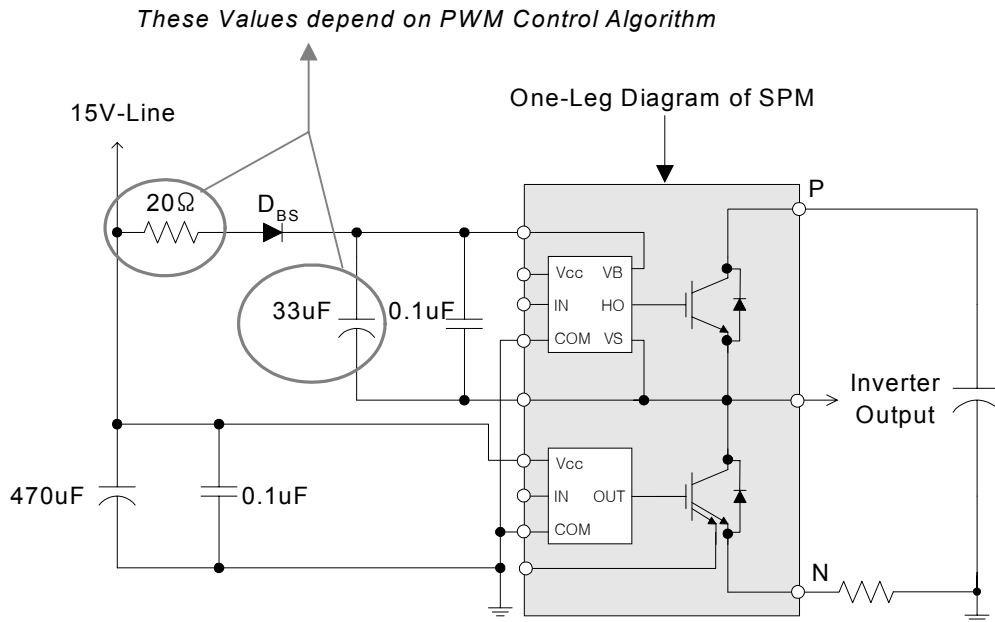 These Values depend on PWM Control Algorithm
One-Leg Diagram of SPM
15V-Line
P
20Ω
DBS
Vcc
VB
IN
HO
COM
VS
33uF
0.1uF
Inverter
Output
Vcc
IN
OUT
COM
470uF
0.1uF
N